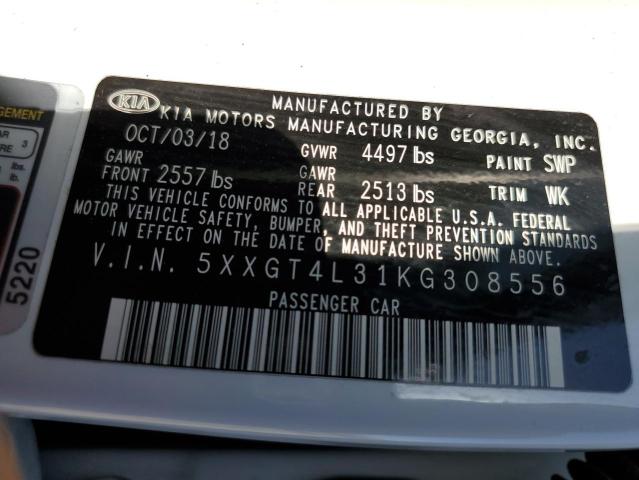 KIA
MANUFACTURED BY
KIA MOTORS MANUFACTURING GEORGIA, INC.
OCT/03/18 GVWR 4497 lbs PAINT SWP
GAWR FRONT 2557 lbs GAWR REAR 2513 lbs TRIM WK
THIS VEHICLE CONFORMS TO ALL APPLICABLE U.S.A. FEDERAL
MOTOR VEHICLE SAFETY, BUMPER, AND THEFT PREVENTION STANDARDS
IN EFFECT ON THE DATE OF MANUFACTURE SHOWN ABOVE.
V.I.N. 5XXGT4L31KG308556
PASSENGER CAR
3
lbs.
5220